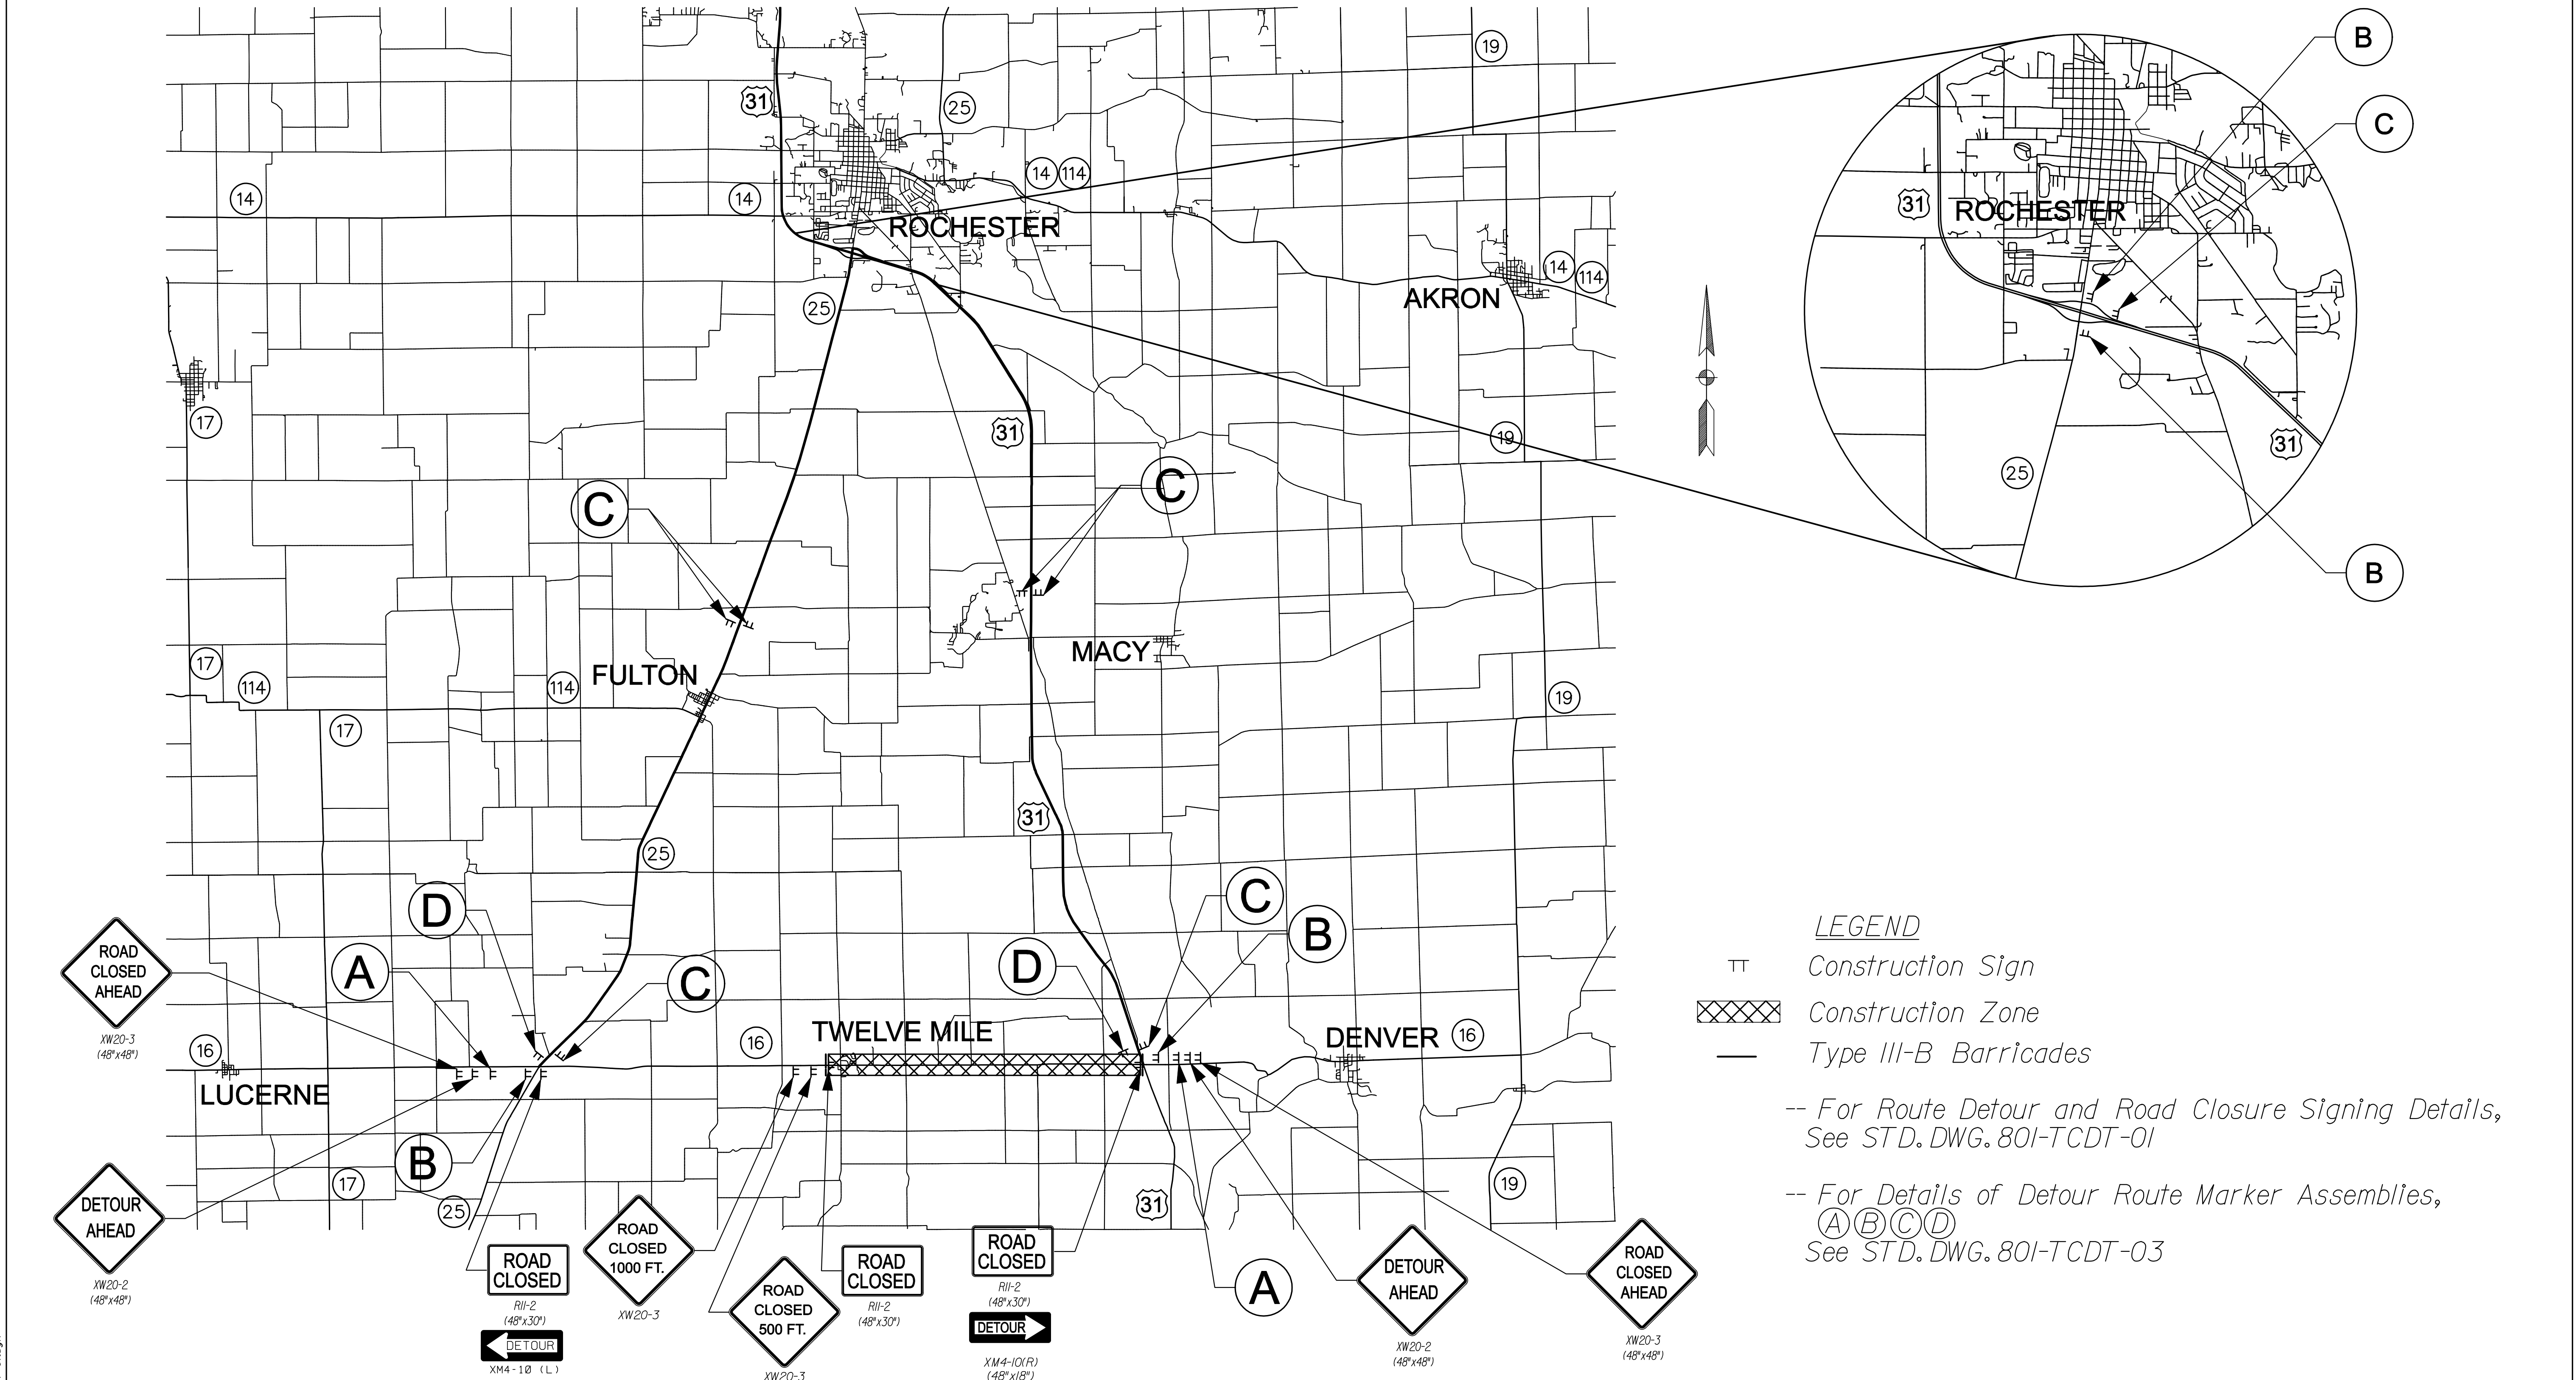 19
B
31
25
C
14
14
14
114
31
ROCHESTER
ROCHESTER
14
114
AKRON
25
17
31
19
31
25
C
C
B
MACY
17
FULTON
114
114
19
17
31
25
C
D
B
LEGEND
Construction Sign
Construction Zone
Type III-B Barricades
ROAD
CLOSED
AHEAD
XW20-3
(48"x48")
A
C
D
16
16
TWELVE MILE
DENVER
16
LUCERNE
-- For Route Detour and Road Closure Signing Details,
See STD. DWG. 801-TCDT-01
B
17
19
25
31
DETOUR
AHEAD
XW20-2
(48"x48")
-- For Details of Detour Route Marker Assemblies,
A B C D
See STD. DWG. 801-TCDT-03
ROAD
CLOSED
R11-2
(48"x30")
DETOUR
XM4-10 (L)
ROAD
CLOSED
1000 FT.
XW20-3
ROAD
CLOSED
500 FT.
XW20-3
ROAD
CLOSED
R11-2
(48"x30")
ROAD
CLOSED
R11-2
(48"x30")
DETOUR
XM4-10(R)
(48"x18")
A
DETOUR
AHEAD
XW20-2
(48"x48")
ROAD
CLOSED
AHEAD
XW20-3
(48"x48")